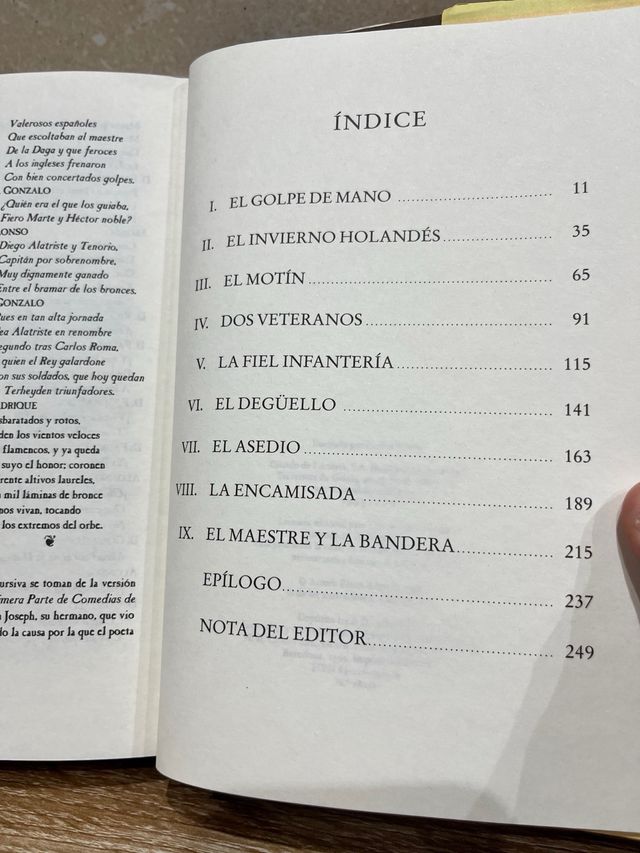 Valerosos españoles
Que escoltaban al maestre
De la Daga y que feroces
A los ingleses frenaron
Con bien concertados golpes.
GONZALO
¿Quién era el que los guiaba,
Fiero Marte y Héctor noble?
Diego Alatriste y Tenorio,
Capitán por sobrenombre,
Muy dignamente ganado
Entre el bramar de los bronces.
GONZALO
en tan alta jornada
Alatriste en renombre
tras Carlos Roma,
quien el Rey galardone
sus soldados, que hoy quedan
Terheyden triunfadores.
y rotos,
los vientos veloces
flamencos, y ya queda
suyo el honor; coronen
altivos laureles,
mil láminas de bronce
vivan, tocando
los extremos del orbe.
se toman de la versión
Parte de Comedias de
Joseph, su hermano, que vio
la causa por la que el poeta
ÍNDICE
I. EL GOLPE DE MANO 11
II. EL INVIERNO HOLANDÉS 35
III. EL MOTÍN 65
IV. DOS VETERANOS 91
V. LA FIEL INFANTERÍA 115
VI. EL DEGÜELLO 141
VII. EL ASEDIO 163
VIII. LA ENCAMISADA 189
IX. EL MAESTRE Y LA BANDERA 215
EPÍLOGO 237
NOTA DEL EDITOR 249